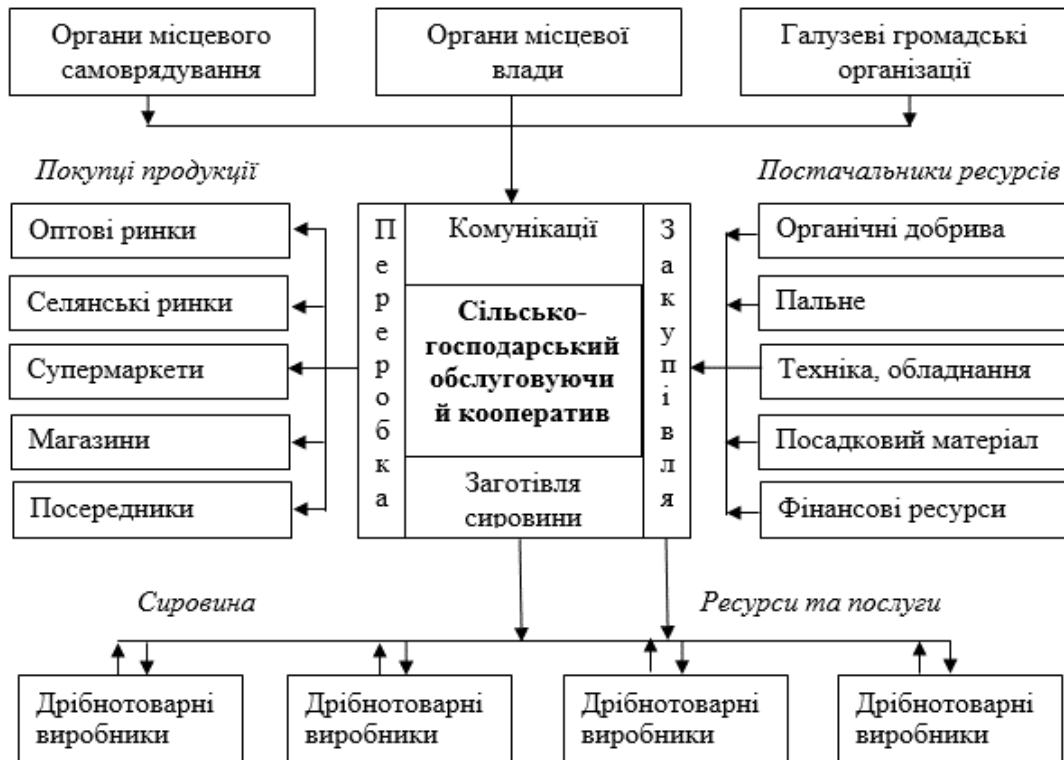 Органи місцевого
самоврядування
Органи місцевої
влади
Галузеві громадські
організації
Покупці продукції
Постачальники ресурсів
Оптові ринки
Селянські ринки
Супермаркети
Магазини
Посередники
Переробка
Комунікації
Сільсько-
господарський
обслуговуючи
й кооператив
Заготівля
сировини
Закупівля
Органічні добрива
Пальне
Техніка, обладнання
Посадковий матеріал
Фінансові ресурси
Сировина
Ресурси та послуги
Дрібнотоварні
виробники
Дрібнотоварні
виробники
Дрібнотоварні
виробники
Дрібнотоварні
виробники